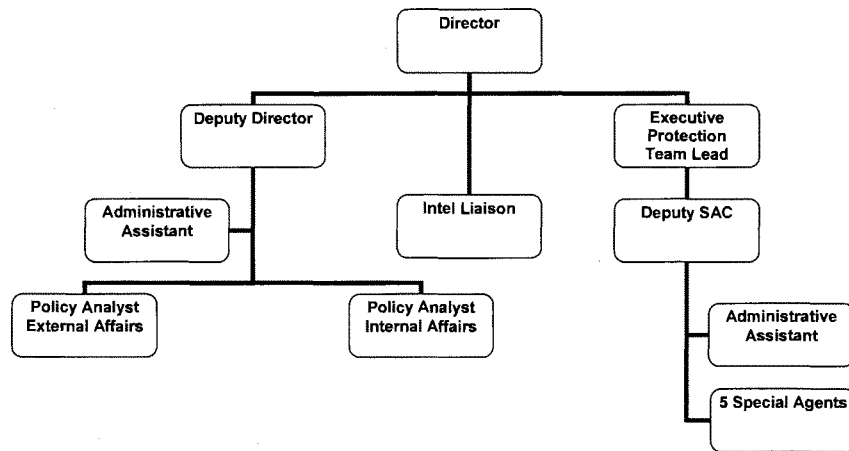 Director
Deputy Director
Executive
Protection
Team Lead
Administrative
Assistant
Intel Liaison
Deputy SAC
Policy Analyst
External Affairs
Policy Analyst
Internal Affairs
Administrative
Assistant
5 Special Agents